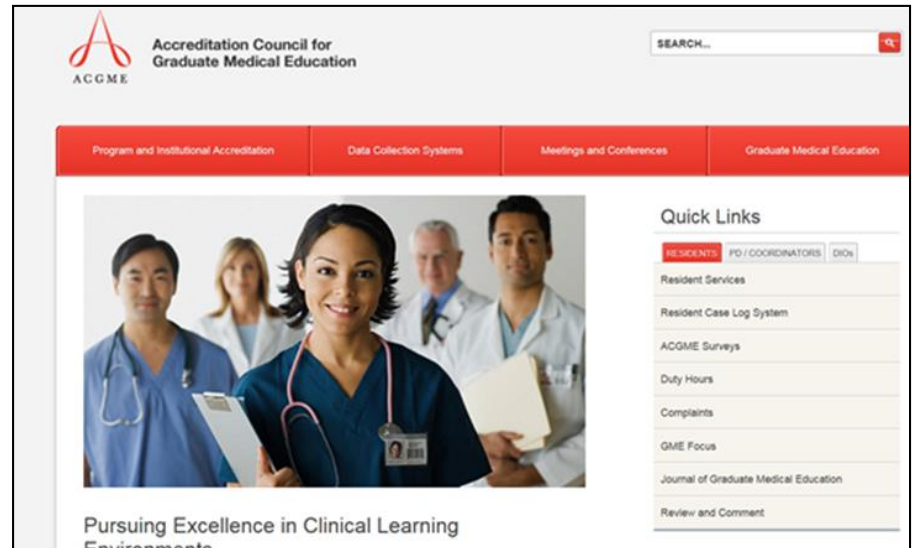 Accreditation Council for
Graduate Medical Education
ACGME
SEARCH...
Program and Institutional Accreditation
Data Collection Systems
Meetings and Conferences
Graduate Medical Education
Quick Links
RESIDENTS
PD / COORDINATORS
DIOs
Resident Services
Resident Case Log System
ACGME Surveys
Duty Hours
Complaints
GME Focus
Journal of Graduate Medical Education
Review and Comment
Pursuing Excellence in Clinical Learning
Environments